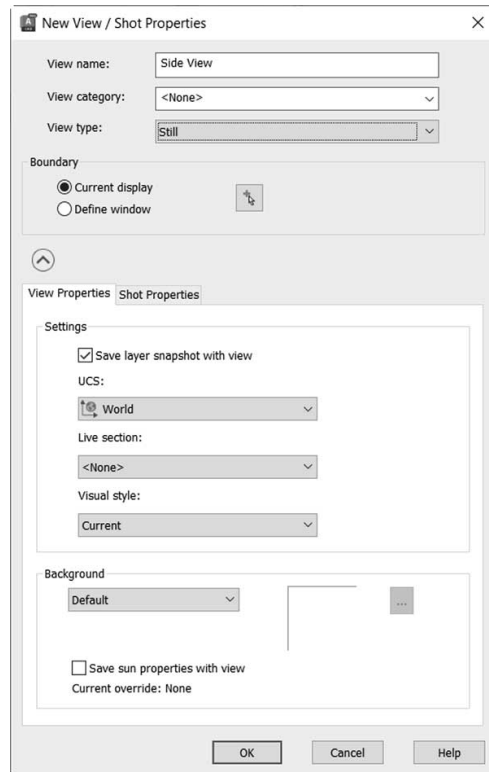 New View / Shot Properties
View name: Side View
View category: <None>
View type: Still
Boundary
Current display
Define window
View Properties Shot Properties
Settings
Save layer snapshot with view
UCS:
World
Live section:
<None>
Visual style:
Current
Background
Default
...
Save sun properties with view
Current override: None
OK Cancel Help